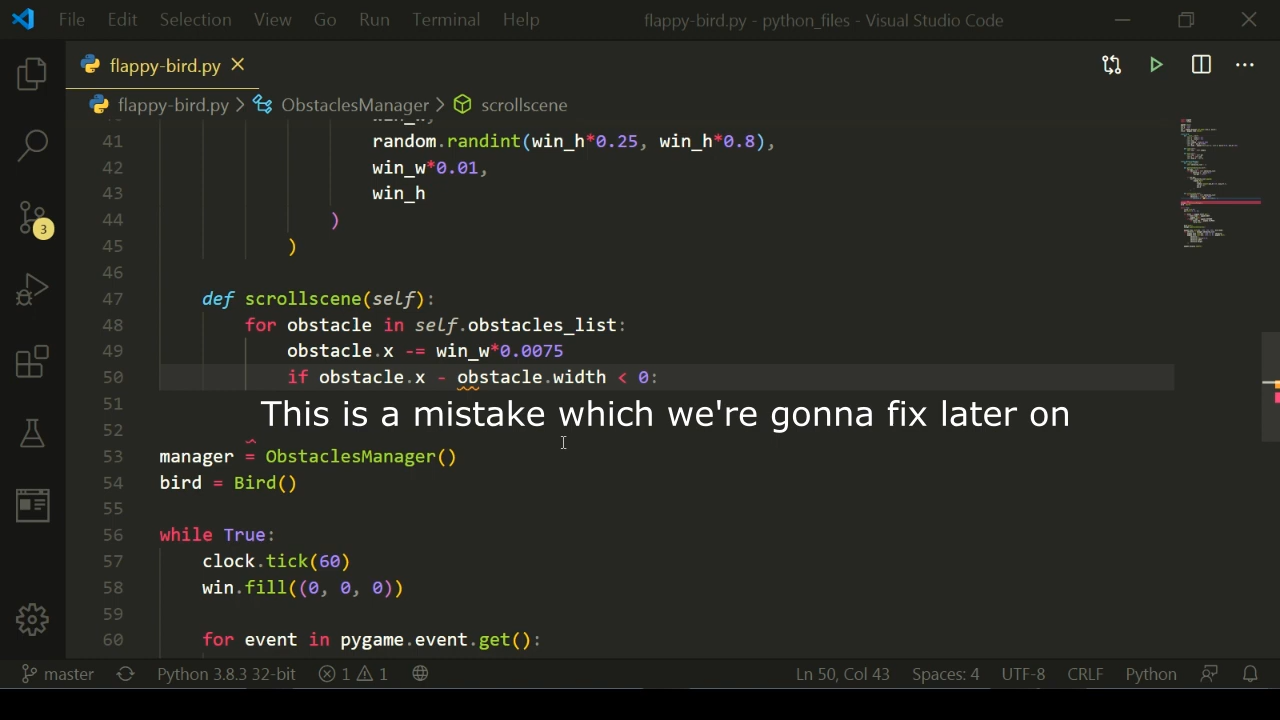 File Edit Selection View Go Run Terminal Help flappy-bird.py - python_files - Visual Studio Code
flappy-bird.py
flappy-bird.py > ObstaclesManager > scrollscene
41 random.randint(win_h*0.25, win_h*0.8),
42 win_w*0.01,
43 win_h
44 )
45 )
46
47 def scrollscene(self):
48 for obstacle in self.obstacles_list:
49 obstacle.x -= win_w*0.0075
50 if obstacle.x - obstacle.width < 0:
51
This is a mistake which we're gonna fix later on
52
53 manager = ObstaclesManager()
54 bird = Bird()
55
56 while True:
57 clock.tick(60)
58 win.fill((0, 0, 0))
59
60 for event in pygame.event.get():
3
master Python 3.8.3 32-bit 1 1 Ln 50, Col 43 Spaces: 4 UTF-8 CRLF Python